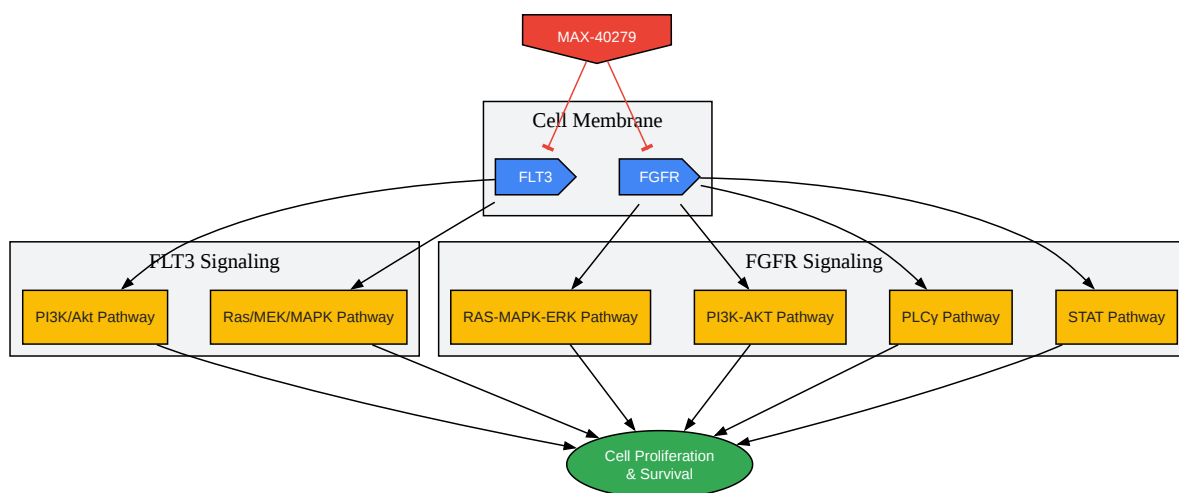 MAX-40279
Cell Membrane
FLT3
FGFR
FLT3 Signaling
FGFR Signaling
PI3K/Akt Pathway
Ras/MEK/MAPK Pathway
RAS-MAPK-ERK Pathway
PI3K-AKT Pathway
PLCγ Pathway
STAT Pathway
Cell Proliferation
& Survival